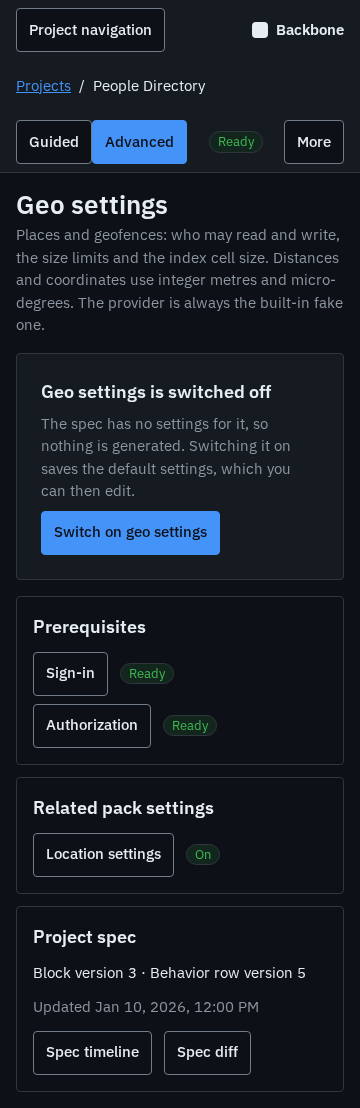 Project navigation
Backbone
Projects / People Directory
Guided
Advanced
Ready
More
Geo settings
Places and geofences: who may read and write,
the size limits and the index cell size. Distances
and coordinates use integer metres and micro-
degrees. The provider is always the built-in fake
one.
Geo settings is switched off
The spec has no settings for it, so
nothing is generated. Switching it on
saves the default settings, which you
can then edit.
Switch on geo settings
Prerequisites
Sign-in
Ready
Authorization
Ready
Related pack settings
Location settings
On
Project spec
Block version 3 · Behavior row version 5
Updated Jan 10, 2026, 12:00 PM
Spec timeline
Spec diff